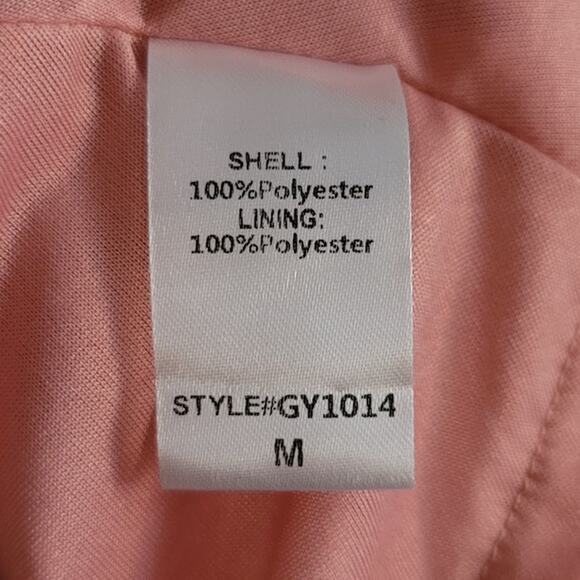 SHELL :
100%Polyester
LINING:
100%Polyester
STYLE#GY1014
M